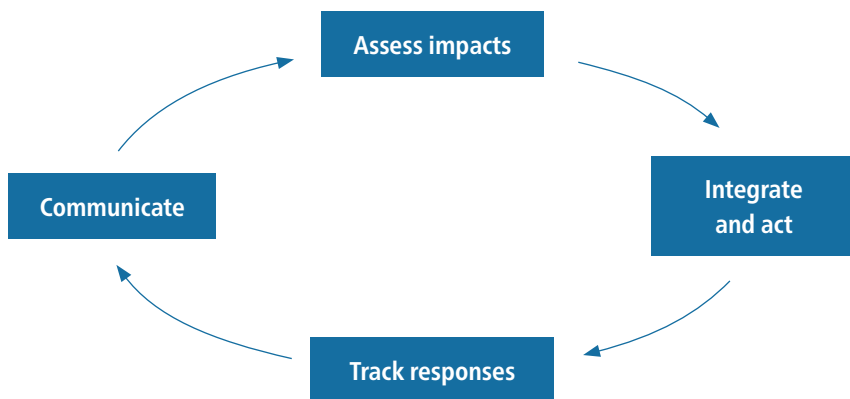 Assess impacts
Integrate
and act
Track responses
Communicate